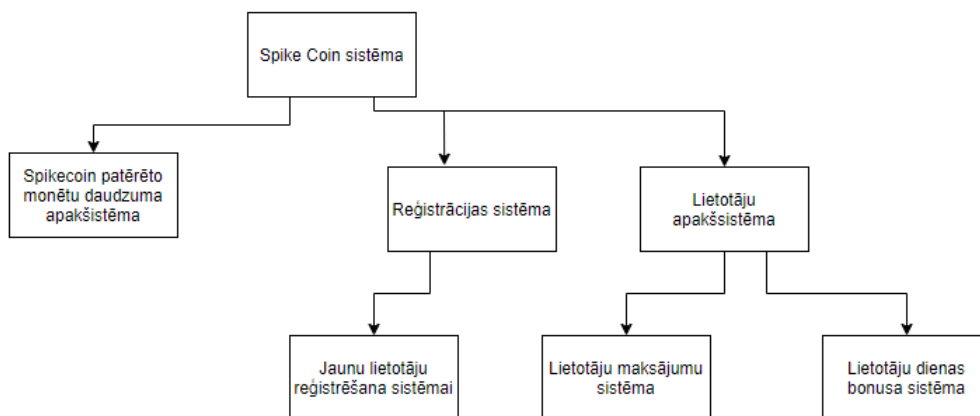 Spike Coin sistēma
Spikecoin patērēto
monētu daudzuma
apakšistēma
Reģistrācijas sistēma
Lietotāju
apakšsistēma
Jaunu lietotāju
reģistrēšana sistēmai
Lietotāju maksājumu
sistēma
Lietotāju dienas
bonusa sistēma